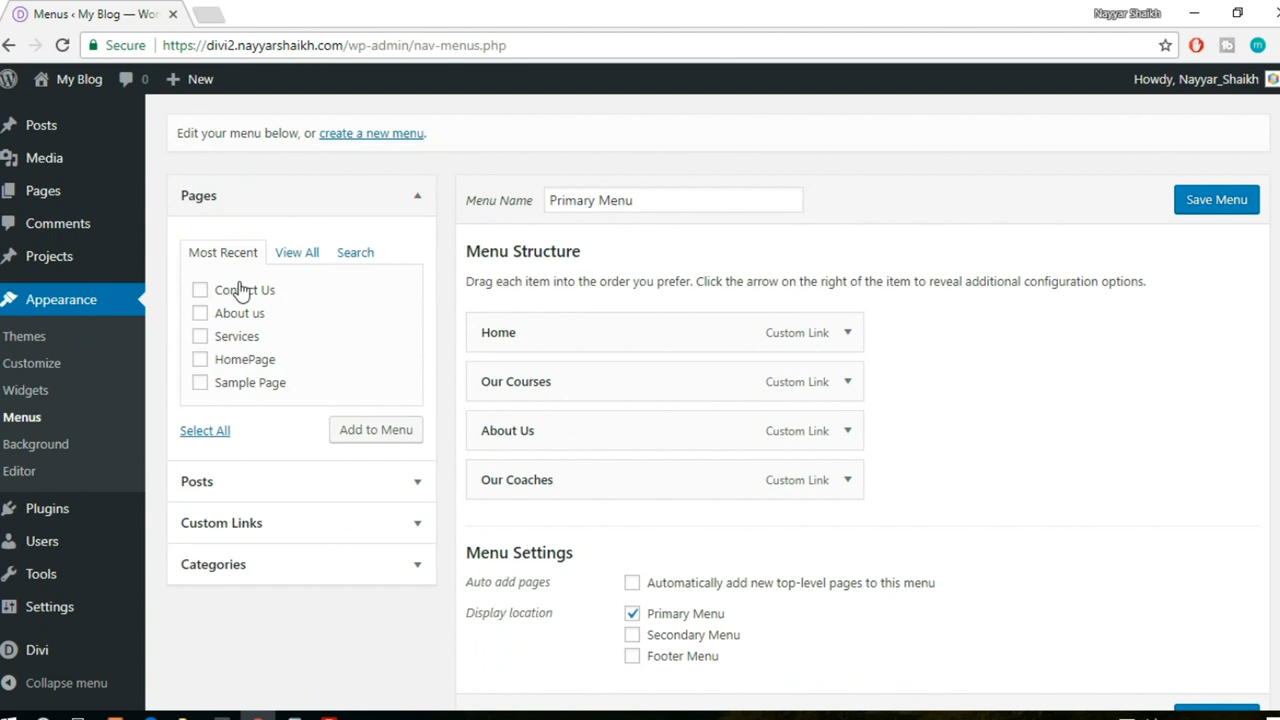 Menus ‹ My Blog — Wor
Nayyar Shaikh
Secure
https://divi2.nayyarshaikh.com/wp-admin/nav-menus.php
My Blog
0
New
Howdy, Nayyar_Shaikh
Posts
Media
Pages
Comments
Projects
Appearance
Themes
Customize
Widgets
Menus
Background
Editor
Plugins
Users
Tools
Settings
Divi
Collapse menu
Edit your menu below, or create a new menu.
Pages
Most Recent
View All
Search
Contact Us
About us
Services
HomePage
Sample Page
Select All
Add to Menu
Posts
Custom Links
Categories
Menu Name
Primary Menu
Save Menu
Menu Structure
Drag each item into the order you prefer. Click the arrow on the right of the item to reveal additional configuration options.
Home
Custom Link
Our Courses
Custom Link
About Us
Custom Link
Our Coaches
Custom Link
Menu Settings
Auto add pages
Automatically add new top-level pages to this menu
Display location
Primary Menu
Secondary Menu
Footer Menu